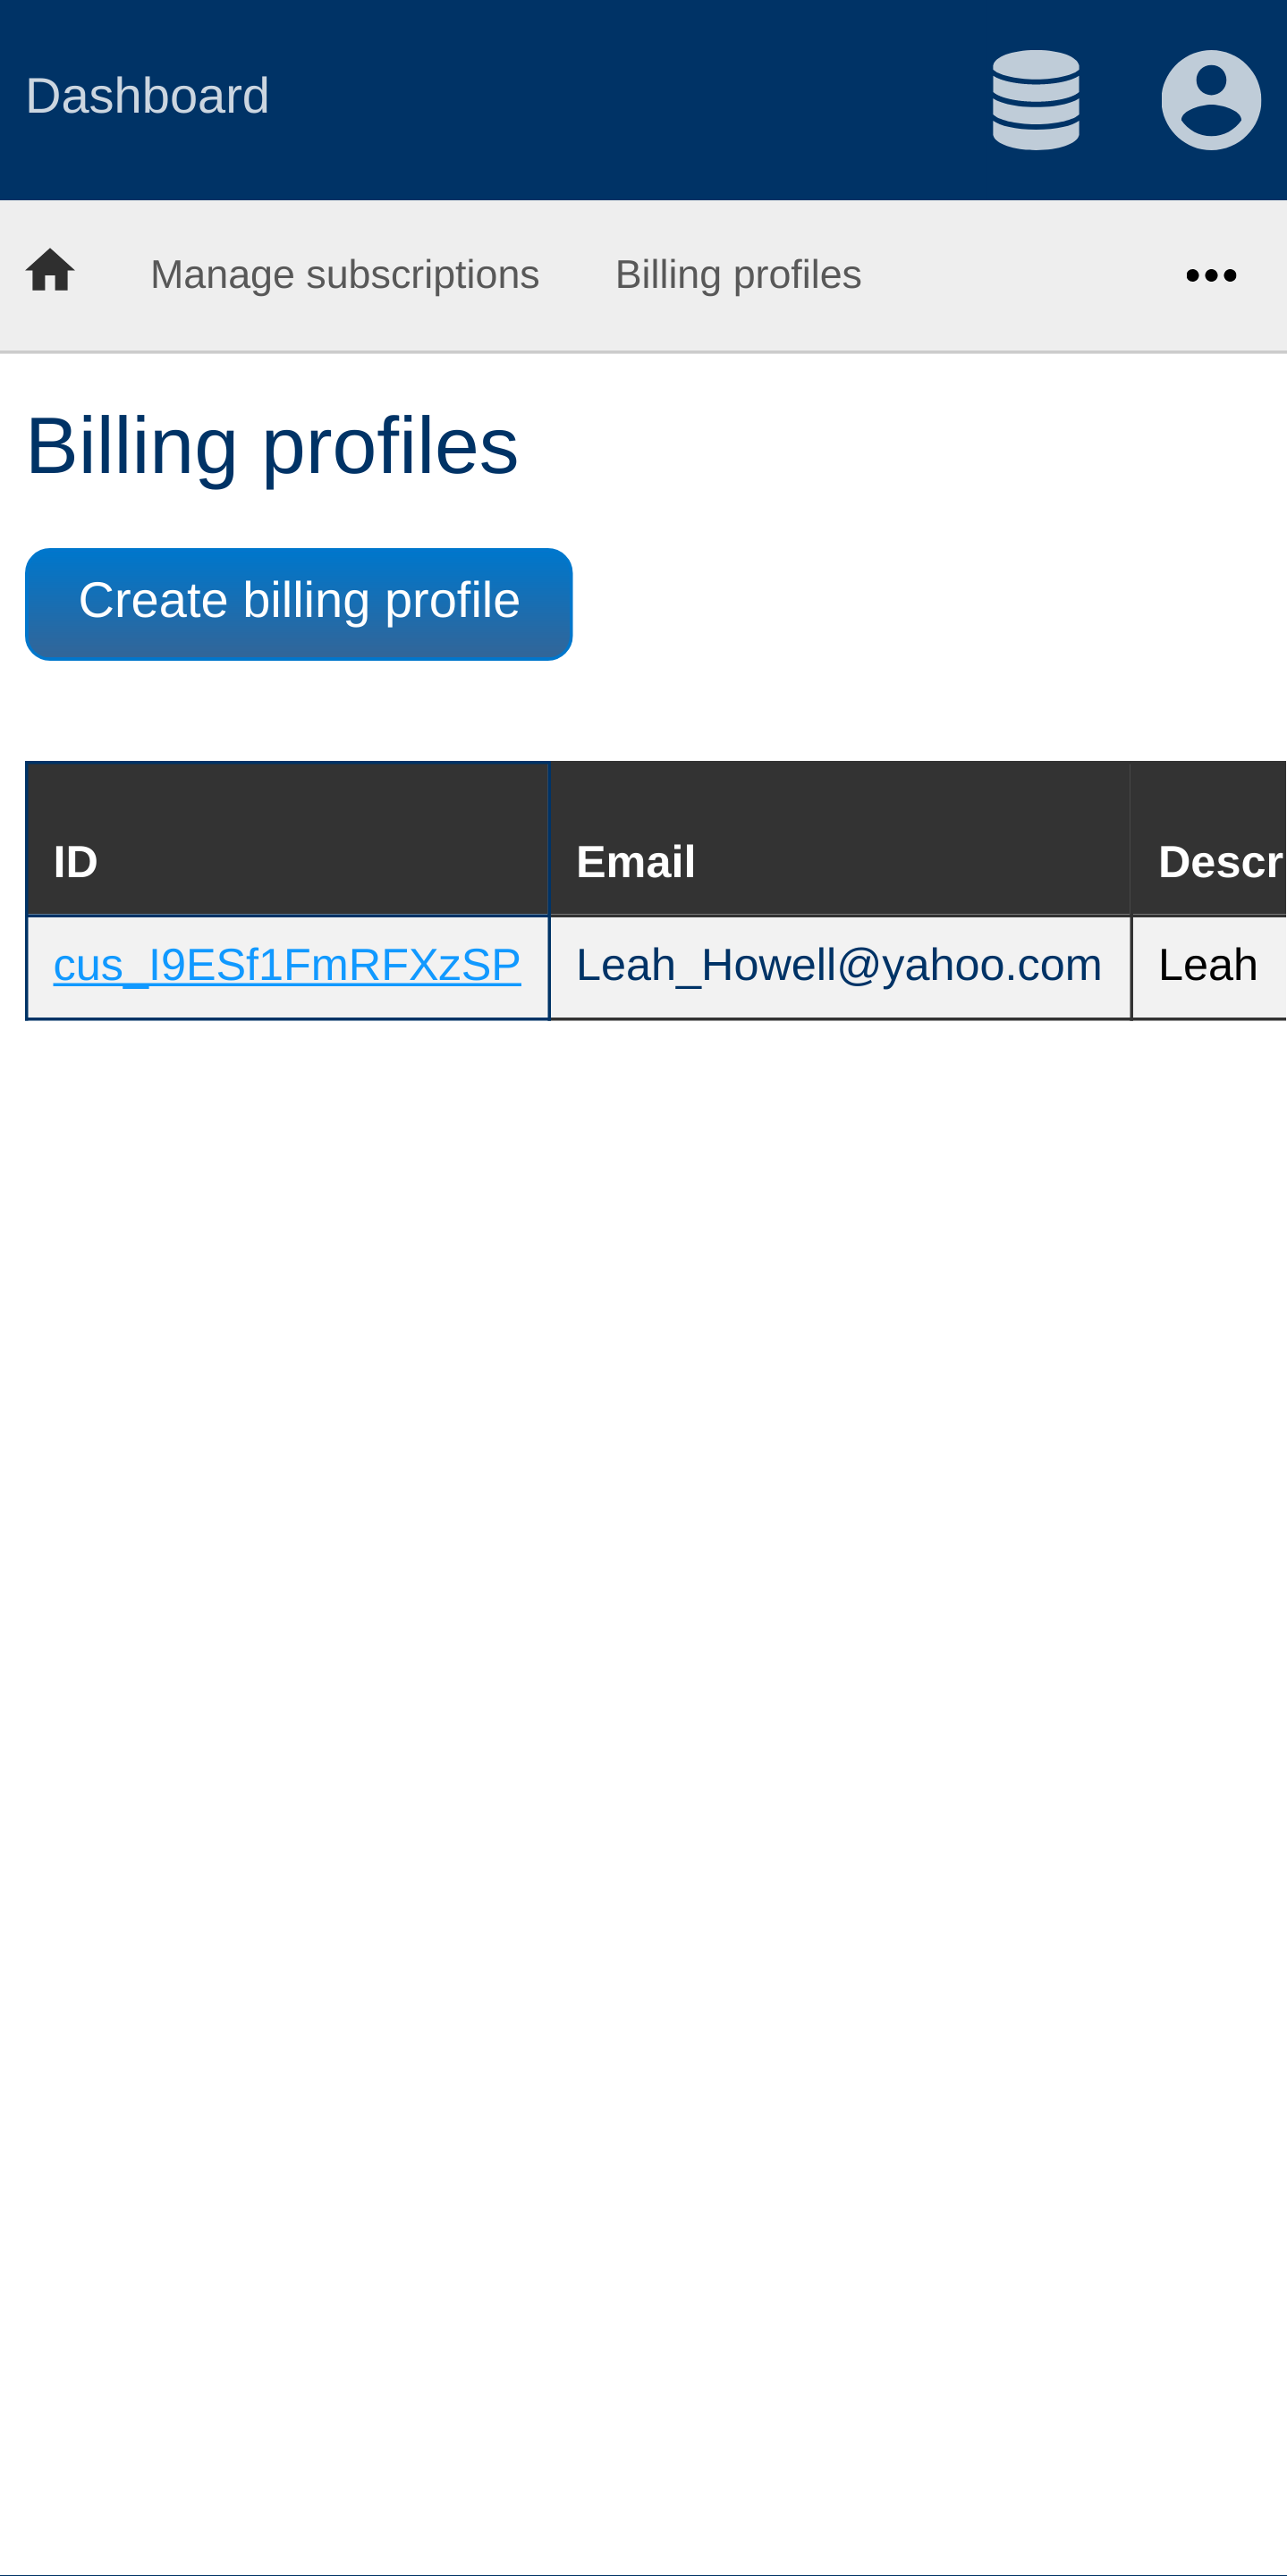 Dashboard
Manage subscriptions Billing profiles
Billing profiles
Create billing profile
ID Email Descr
cus_I9ESf1FmRFXzSP Leah_Howell@yahoo.com Leah